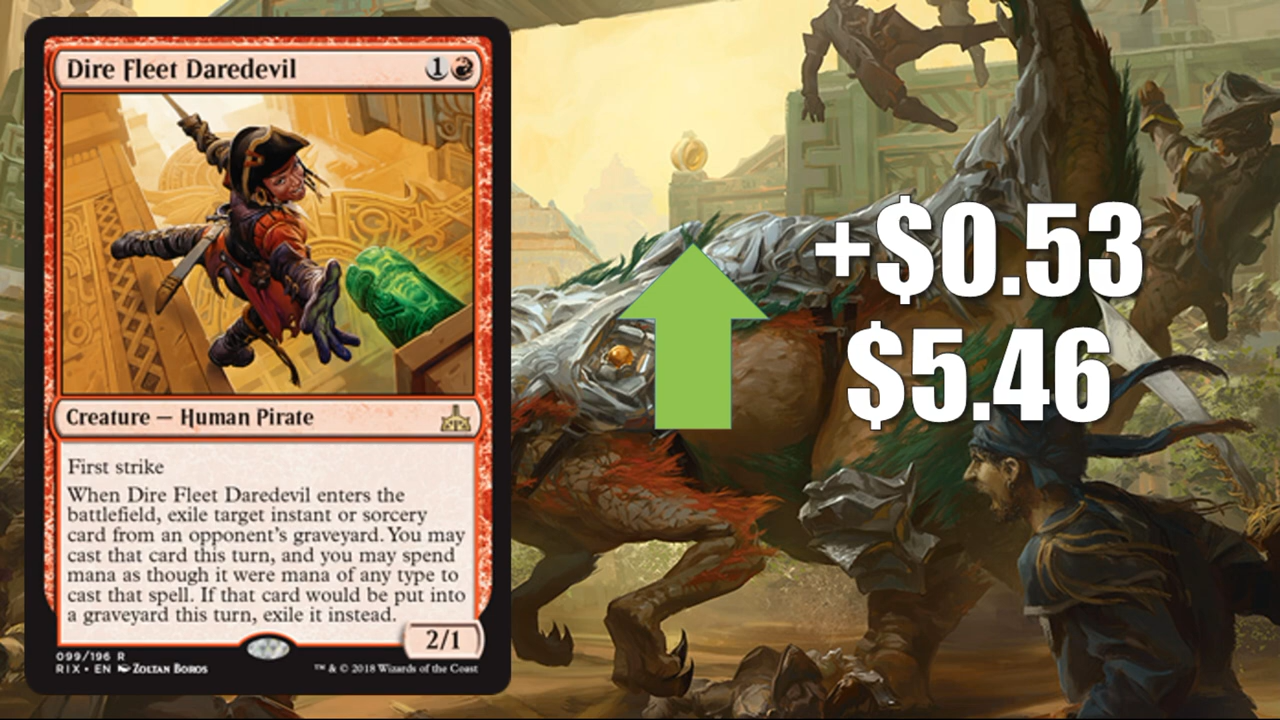 Dire Fleet Daredevil
1
Creature — Human Pirate
First strike
When Dire Fleet Daredevil enters the
battlefield, exile target instant or sorcery
card from an opponent's graveyard. You may
cast that card this turn, and you may spend
mana as though it were mana of any type to
cast that spell. If that card would be put into
a graveyard this turn, exile it instead.
2/1
099/196 R
RIX • EN Zoltan Boros
™ & © 2018 Wizards of the Coast
+$0.53
$5.46